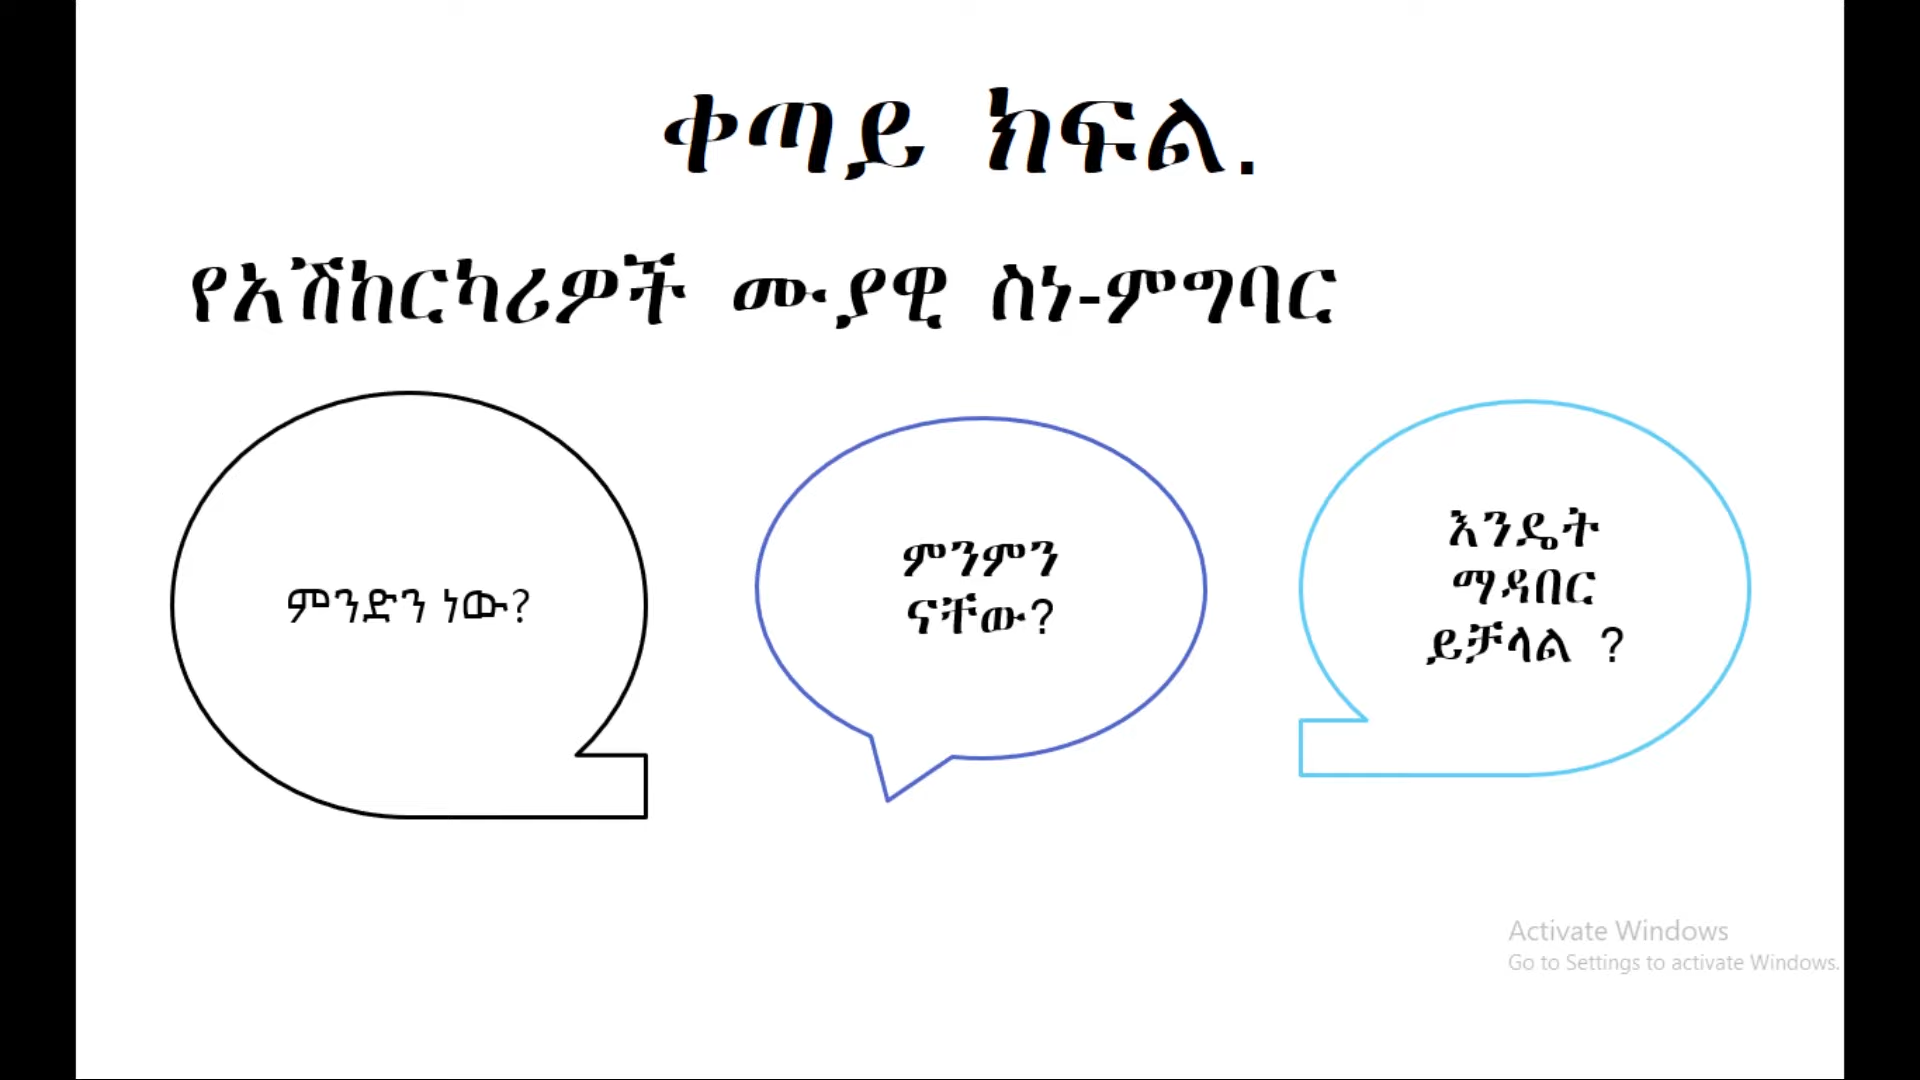 ቀጣይ ክፍል.
የአሽከርካሪዎች ሙያዊ ስነ-ምግባር
ምንድን ነው?
ምንምን
ናቸው?
እንዴት
ማዳበር
ይቻላል ?
Activate Windows
Go to Settings to activate Windows.